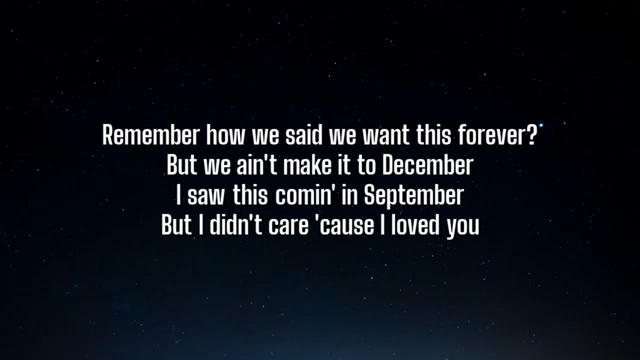 Remember how we said we want this forever?
But we ain't make it to December
I saw this comin' in September
But I didn't care 'cause I loved you